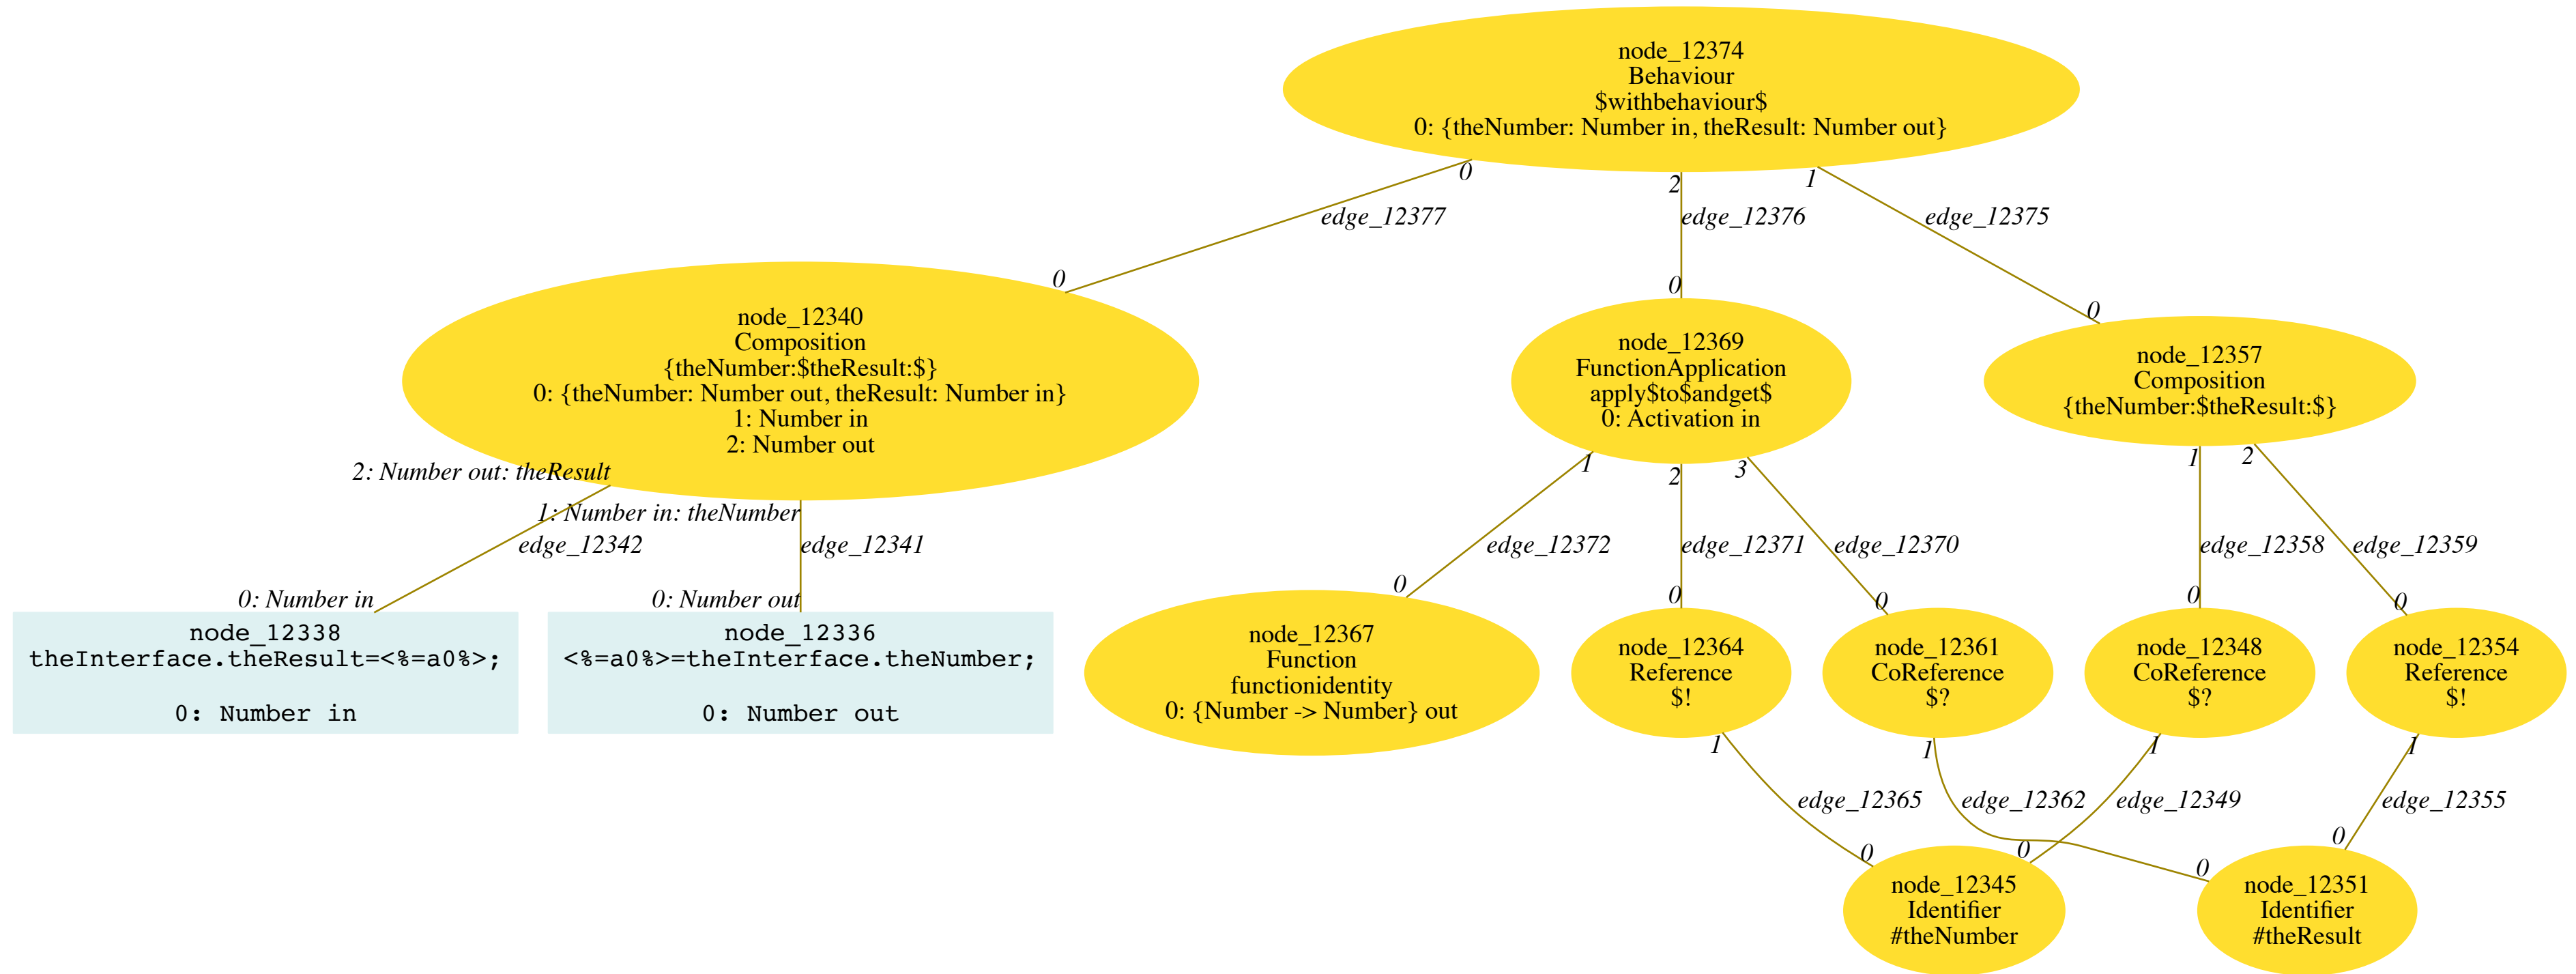 node_12374
Behaviour
$withbehaviour$
0: {theNumber: Number in, theResult: Number out}
0
2
1
edge_12377
edge_12376
edge_12375
0
0
0
node_12340
Composition
{theNumber:$theResult:$}
0: {theNumber: Number out, theResult: Number in}
1: Number in
2: Number out
node_12369
FunctionApplication
apply$to$andget$
0: Activation in
node_12357
Composition
{theNumber:$theResult:$}
2: Number out: theResult
1: Number in: theNumber
1
2
3
1
2
edge_12342
edge_12341
edge_12372
edge_12371
edge_12370
edge_12358
edge_12359
0: Number in
0: Number out
0
0
0
0
0
node_12338
theInterface.theResult=<%=a0%>;
0: Number in
node_12336
<%=a0%>=theInterface.theNumber;
0: Number out
node_12367
Function
functionidentity
0: {Number -> Number} out
node_12364
Reference
$!
node_12361
CoReference
$?
node_12348
CoReference
$?
node_12354
Reference
$!
1
1
1
1
edge_12365
edge_12362
edge_12349
edge_12355
0
0
0
0
node_12345
Identifier
#theNumber
node_12351
Identifier
#theResult